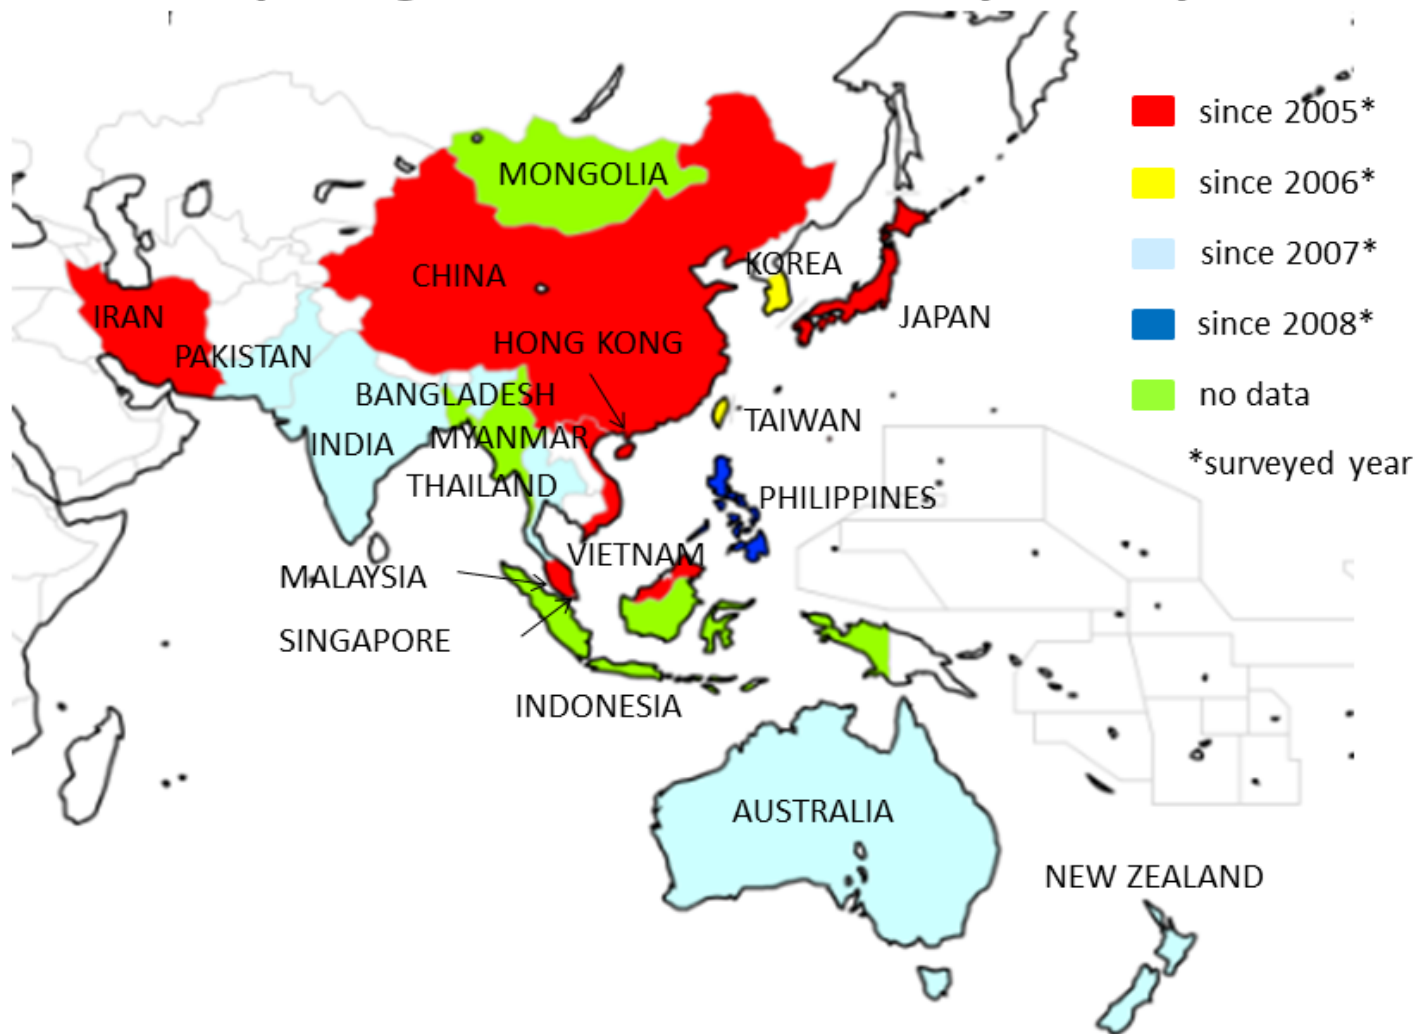 MONGOLIA
since 2005*
since 2006*
since 2007*
since 2008*
no data
*surveyed year
KOREA
CHINA
IRAN
JAPAN
HONG KONG
PAKISTAN
BANGLADESH
TAIWAN
INDIA
MYANMAR
THAILAND
PHILIPPINES
VIETNAM
MALAYSIA
SINGAPORE
INDONESIA
AUSTRALIA
NEW ZEALAND